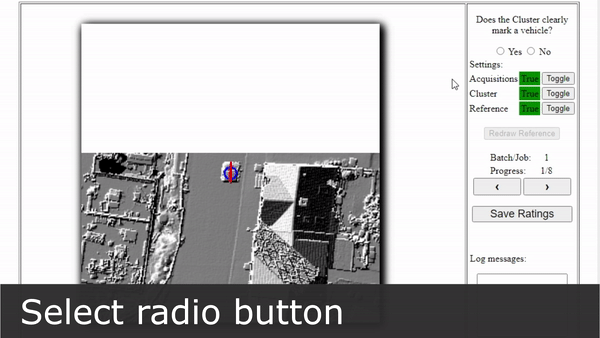 Does the Cluster clearly
mark a vehicle?
Yes No
Settings:
Acquisitions True Toggle
Cluster True Toggle
Reference True Toggle
Redraw Reference
Batch/Job: 1
Progress: 1/8
‹ ›
Save Ratings
Log messages:
Select radio button